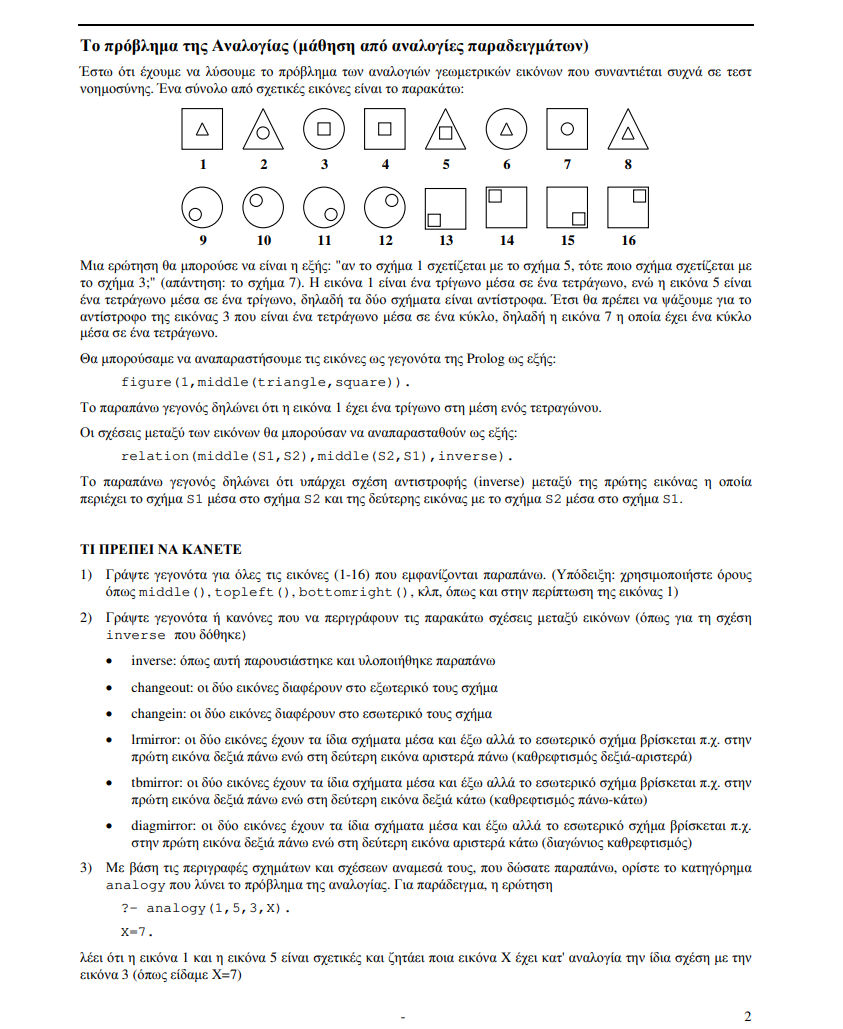 Το πρόβλημα της Αναλογίας (μάθηση από αναλογίες παραδειγμάτων)
Έστω ότι έχουμε να λύσουμε το πρόβλημα των αναλογιών γεωμετρικών εικόνων που συναντιέται συχνά σε τεστ
νοημοσύνης. Ένα σύνολο από σχετικές εικόνες είναι το παρακάτω:
1 2 3 4 5 6 7 8
9 10 11 12 13 14 15 16
Μια ερώτηση θα μπορούσε να είναι η εξής: "αν το σχήμα 1 σχετίζεται με το σχήμα 5, τότε ποιο σχήμα σχετίζεται με
το σχήμα 3;" (απάντηση: το σχήμα 7). Η εικόνα 1 είναι ένα τρίγωνο μέσα σε ένα τετράγωνο, ενώ η εικόνα 5 είναι
ένα τετράγωνο μέσα σε ένα τρίγωνο, δηλαδή τα δύο σχήματα είναι αντίστροφα. Έτσι θα πρέπει να ψάξουμε για το
αντίστροφο της εικόνας 3 που είναι ένα τετράγωνο μέσα σε ένα κύκλο, δηλαδή η εικόνα 7 η οποία έχει ένα κύκλο
μέσα σε ένα τετράγωνο.
Θα μπορούσαμε να αναπαραστήσουμε τις εικόνες ως γεγονότα της Prolog ως εξής:
figure(1,middle(triangle,square)).
Το παραπάνω γεγονός δηλώνει ότι η εικόνα 1 έχει ένα τρίγωνο στη μέση ενός τετραγώνου.
Οι σχέσεις μεταξύ των εικόνων θα μπορούσαν να αναπαρασταθούν ως εξής:
relation(middle(S1,S2),middle(S2,S1),inverse).
Το παραπάνω γεγονός δηλώνει ότι υπάρχει σχέση αντιστροφής (inverse) μεταξύ της πρώτης εικόνας η οποία
περιέχει το σχήμα S1 μέσα στο σχήμα S2 και της δεύτερης εικόνας με το σχήμα S2 μέσα στο σχήμα S1.
ΤΙ ΠΡΕΠΕΙ ΝΑ ΚΑΝΕΤΕ
1) Γράψτε γεγονότα για όλες τις εικόνες (1-16) που εμφανίζονται παραπάνω. (Υπόδειξη: χρησιμοποιήστε όρους
όπως middle(), topleft(), bottomright(), κλπ, όπως και στην περίπτωση της εικόνας 1)
2) Γράψτε γεγονότα ή κανόνες που να περιγράφουν τις παρακάτω σχέσεις μεταξύ εικόνων (όπως για τη σχέση
inverse που δόθηκε)
• inverse: όπως αυτή παρουσιάστηκε και υλοποιήθηκε παραπάνω
• changeout: οι δύο εικόνες διαφέρουν στο εξωτερικό τους σχήμα
• changein: οι δύο εικόνες διαφέρουν στο εσωτερικό τους σχήμα
• lrmirror: οι δύο εικόνες έχουν τα ίδια σχήματα μέσα και έξω αλλά το εσωτερικό σχήμα βρίσκεται π.χ. στην
πρώτη εικόνα δεξιά πάνω ενώ στη δεύτερη εικόνα αριστερά πάνω (καθρεφτισμός δεξιά-αριστερά)
• tbmirror: οι δύο εικόνες έχουν τα ίδια σχήματα μέσα και έξω αλλά το εσωτερικό σχήμα βρίσκεται π.χ. στην
πρώτη εικόνα δεξιά πάνω ενώ στη δεύτερη εικόνα δεξιά κάτω (καθρεφτισμός πάνω-κάτω)
• diagmirror: οι δύο εικόνες έχουν τα ίδια σχήματα μέσα και έξω αλλά το εσωτερικό σχήμα βρίσκεται π.χ.
στην πρώτη εικόνα δεξιά πάνω ενώ στη δεύτερη εικόνα αριστερά κάτω (διαγώνιος καθρεφτισμός)
3) Με βάση τις περιγραφές σχημάτων και σχέσεων αναμεσά τους, που δώσατε παραπάνω, ορίστε το κατηγόρημα
analogy που λύνει το πρόβλημα της αναλογίας. Για παράδειγμα, η ερώτηση
?- analogy(1,5,3,X).
X=7.
λέει ότι η εικόνα 1 και η εικόνα 5 είναι σχετικές και ζητάει ποια εικόνα Χ έχει κατ' αναλογία την ίδια σχέση με την
εικόνα 3 (όπως είδαμε Χ=7)
- 2